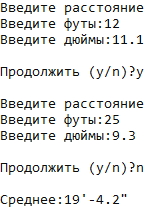 Введите расстояние
Введите футы:12
Введите дюймы:11.1
Продолжить (y/n)?y
Введите расстояние
Введите футы:25
Введите дюймы:9.3
Продолжить (y/n)?n
Среднее:19'-4.2"